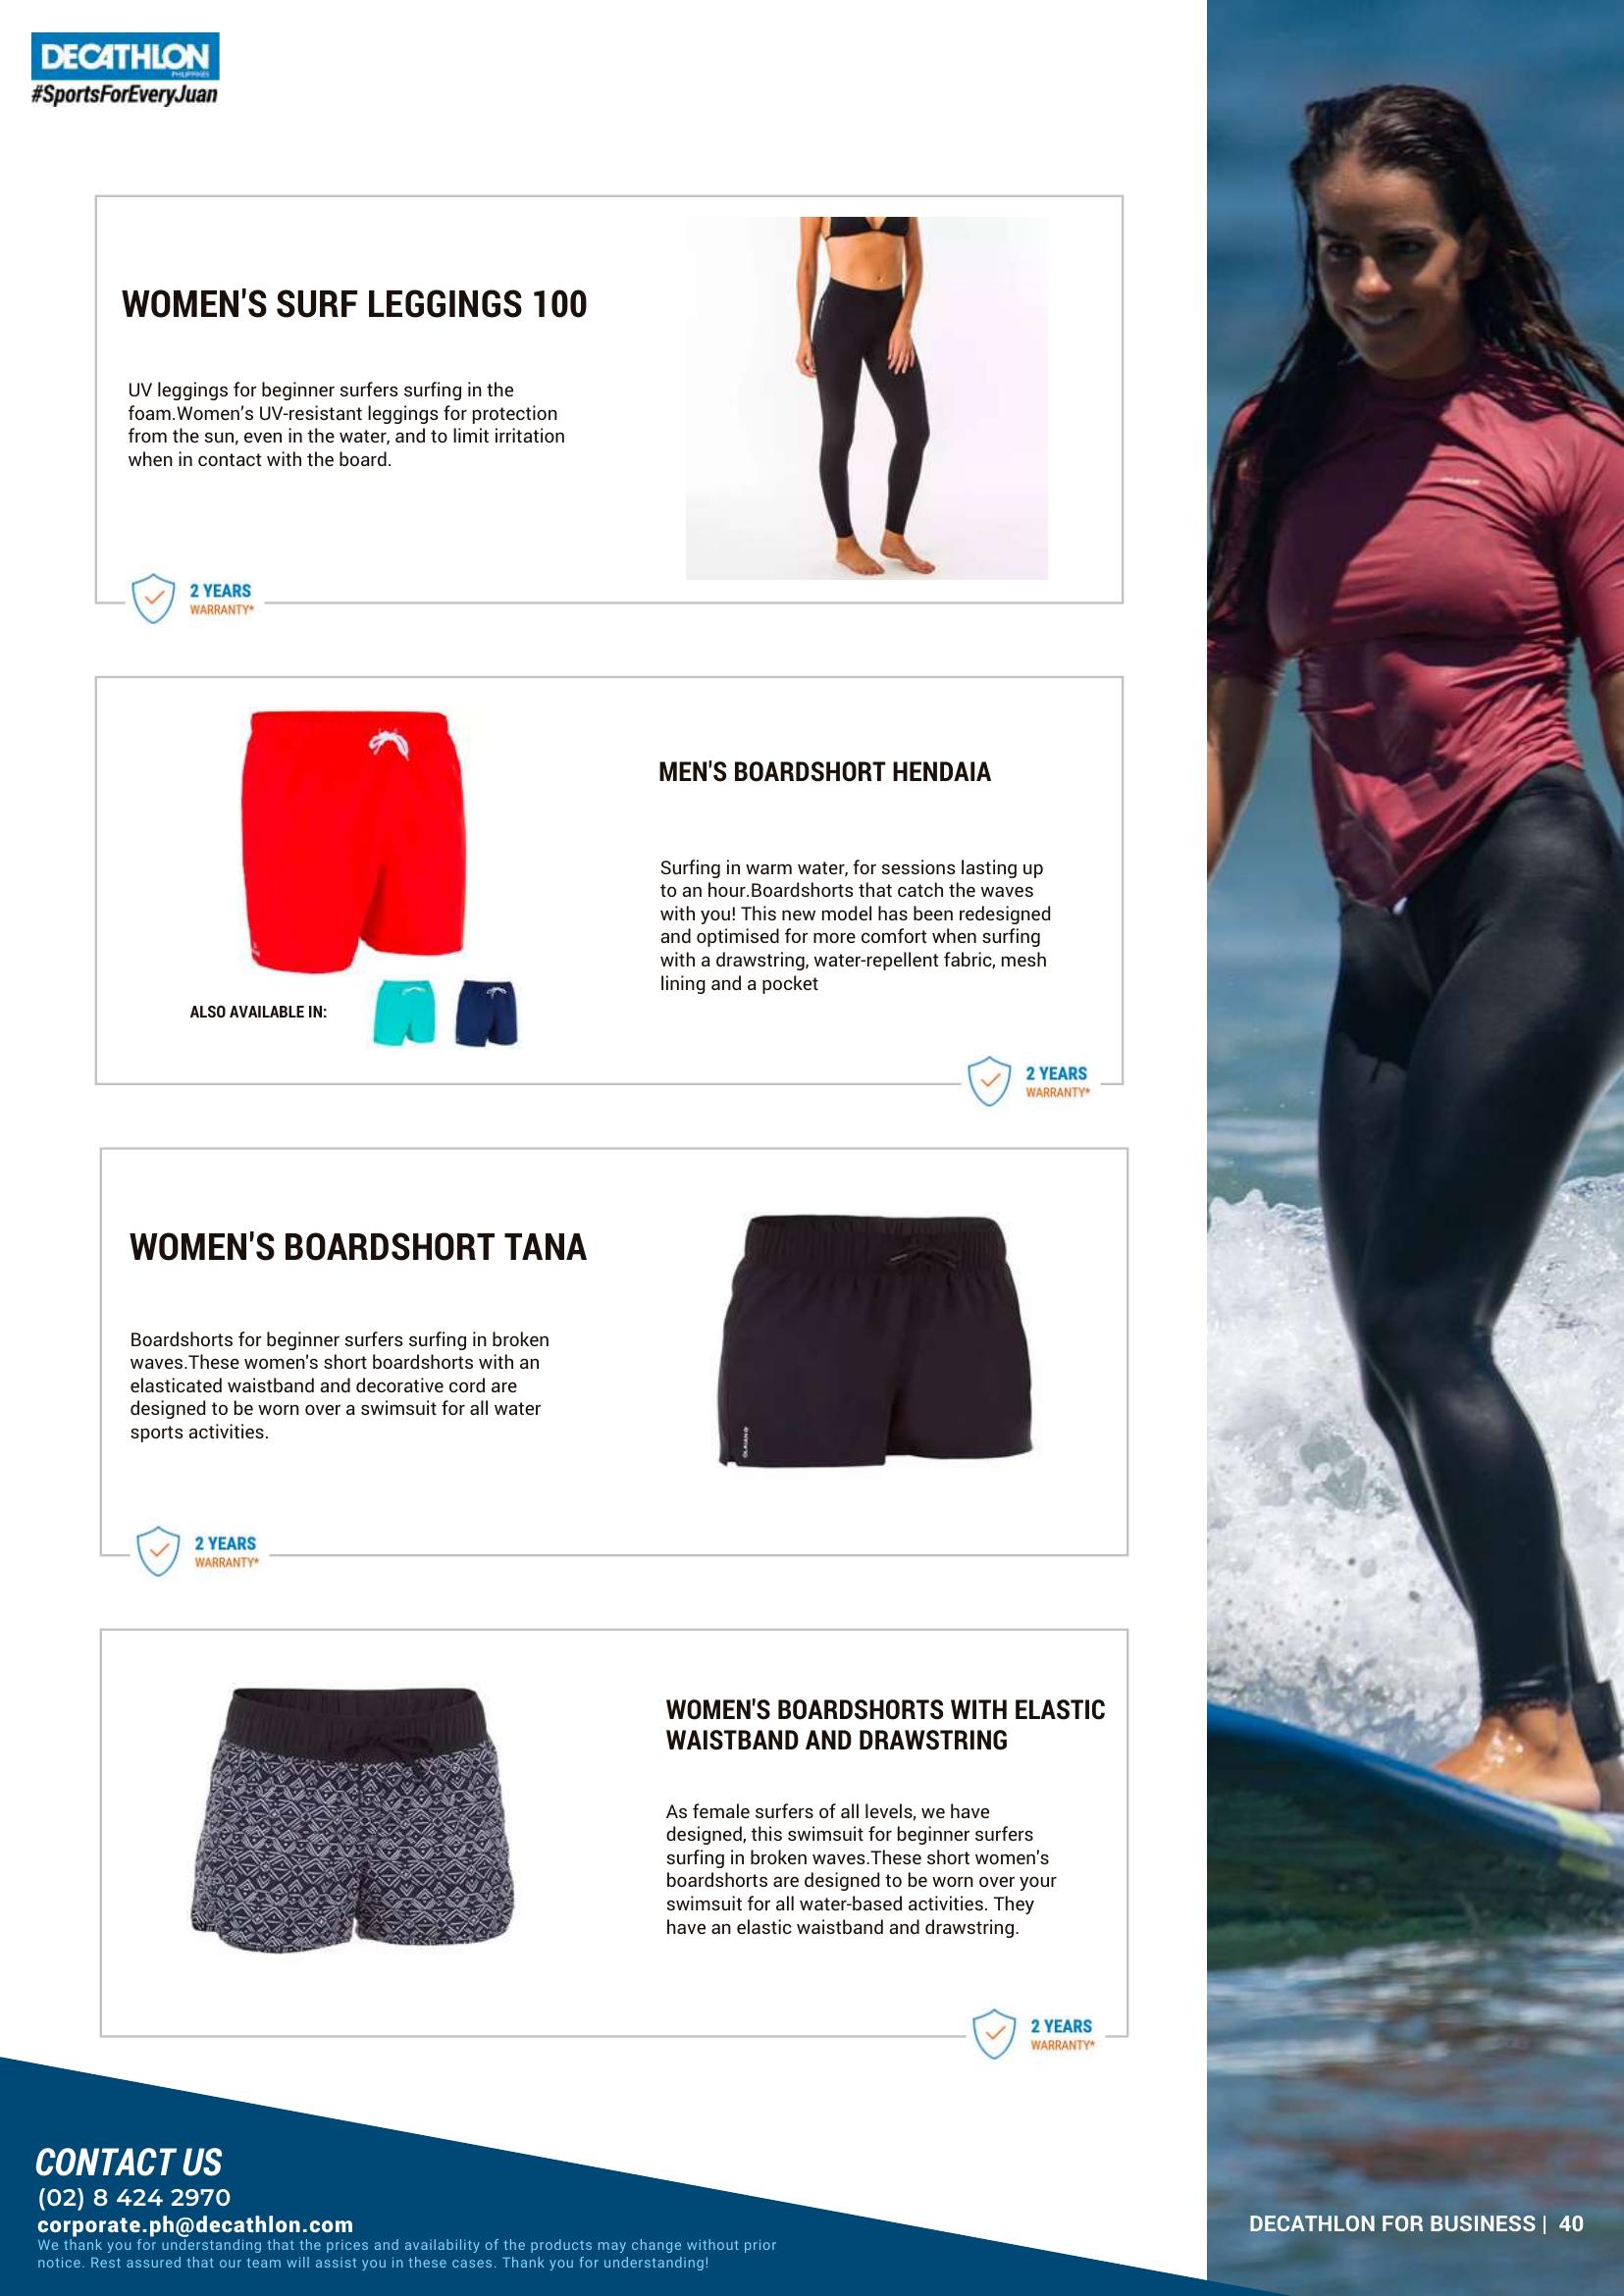 DECATHLON
PHILIPPINES
#SportsForEveryJuan
WOMEN'S SURF LEGGINGS 100
UV leggings for beginner surfers surfing in the
foam.Women's UV-resistant leggings for protection
from the sun, even in the water, and to limit irritation
when in contact with the board.
2 YEARS
WARRANTY*
MEN'S BOARDSHORT HENDAIA
Surfing in warm water, for sessions lasting up
to an hour.Boardshorts that catch the waves
with you! This new model has been redesigned
and optimised for more comfort when surfing
with a drawstring, water-repellent fabric, mesh
lining and a pocket
ALSO AVAILABLE IN:
2 YEARS
WARRANTY*
WOMEN'S BOARDSHORT TANA
Boardshorts for beginner surfers surfing in broken
waves.These women's short boardshorts with an
elasticated waistband and decorative cord are
designed to be worn over a swimsuit for all water
sports activities.
OLAIAN
2 YEARS
WARRANTY*
WOMEN'S BOARDSHORTS WITH ELASTIC
WAISTBAND AND DRAWSTRING
As female surfers of all levels, we have
designed, this swimsuit for beginner surfers
surfing in broken waves.These short women's
boardshorts are designed to be worn over your
swimsuit for all water-based activities. They
have an elastic waistband and drawstring.
2 YEARS
WARRANTY*
CONTACT US
(02) 8 424 2970
corporate.ph@decathlon.com
We thank you for understanding that the prices and availability of the products may change without prior
notice. Rest assured that our team will assist you in these cases. Thank you for understanding!
DECATHLON FOR BUSINESS | 40